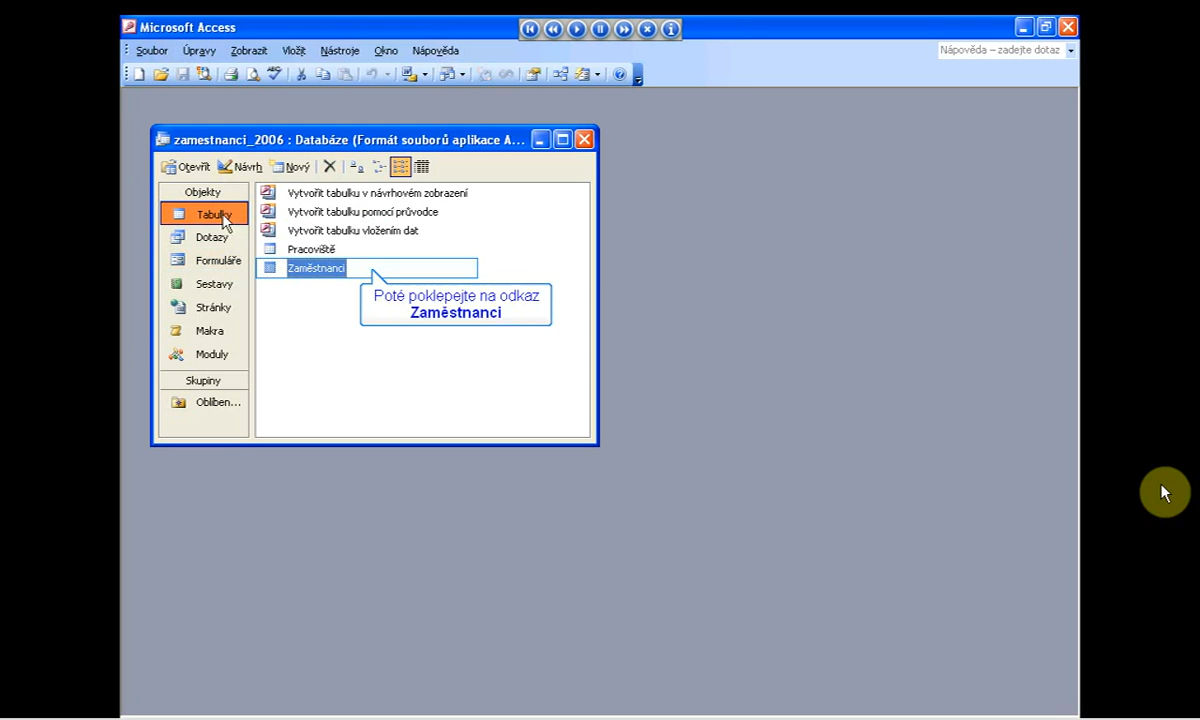 Microsoft Access
Soubor Úpravy Zobrazit Vložit Nástroje Okno Nápověda
Nápověda – zadejte dotaz
zamestnanci_2006 : Databáze (Formát souborů aplikace A...
Otevřít Návrh Nový
Objekty
Tabulky
Dotazy
Formuláře
Sestavy
Stránky
Makra
Moduly
Skupiny
Oblíben...
Vytvořit tabulku v návrhovém zobrazení
Vytvořit tabulku pomocí průvodce
Vytvořit tabulku vložením dat
Pracoviště
Zaměstnanci
Poté poklepejte na odkaz
Zaměstnanci